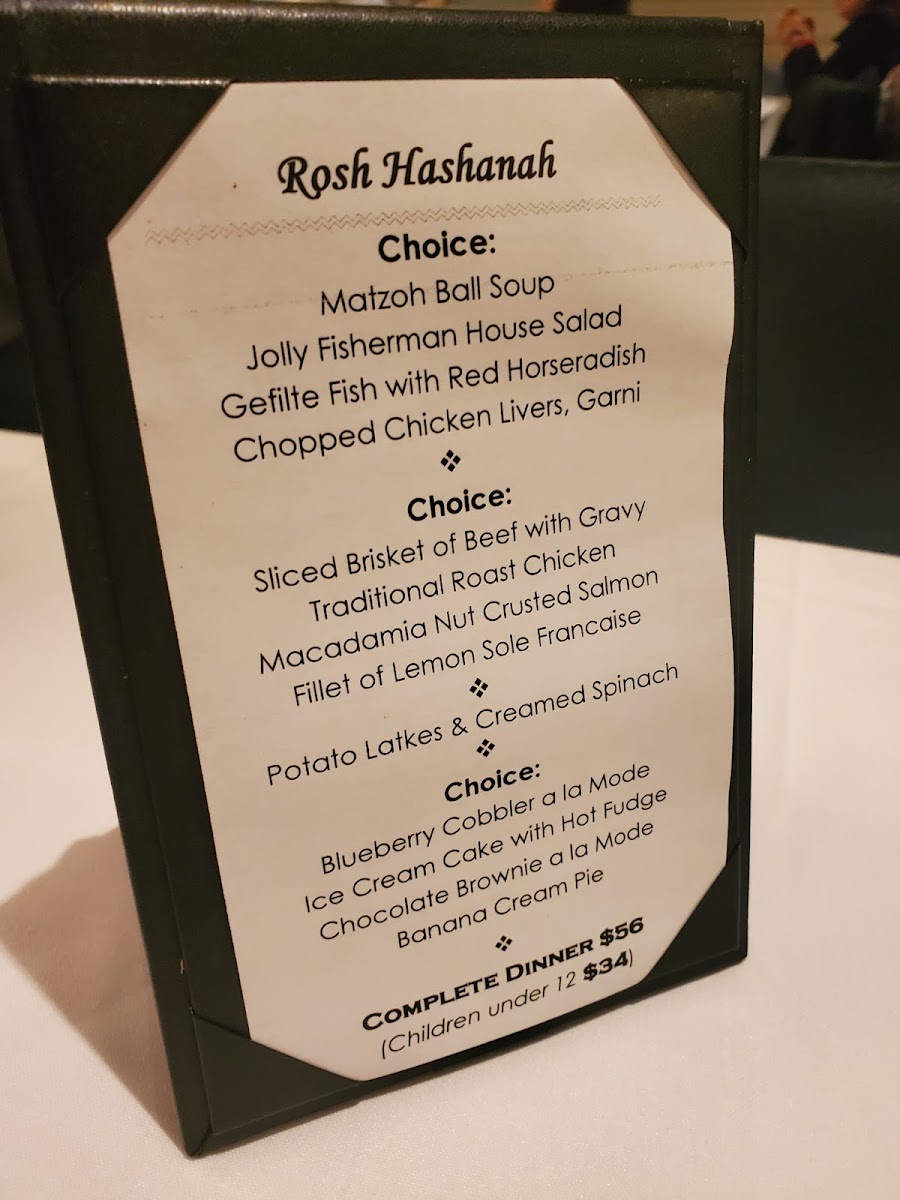 Rosh Hashanah
Choice:
Matzoh Ball Soup
Jolly Fisherman House Salad
Gefilte Fish with Red Horseradish
Chopped Chicken Livers, Garni
Choice:
Sliced Brisket of Beef with Gravy
Traditional Roast Chicken
Macadamia Nut Crusted Salmon
Fillet of Lemon Sole Francaise
Potato Latkes & Creamed Spinach
Choice:
Blueberry Cobbler a la Mode
Ice Cream Cake with Hot Fudge
Chocolate Brownie a la Mode
Banana Cream Pie
COMPLETE DINNER $56
(Children under 12 $34)